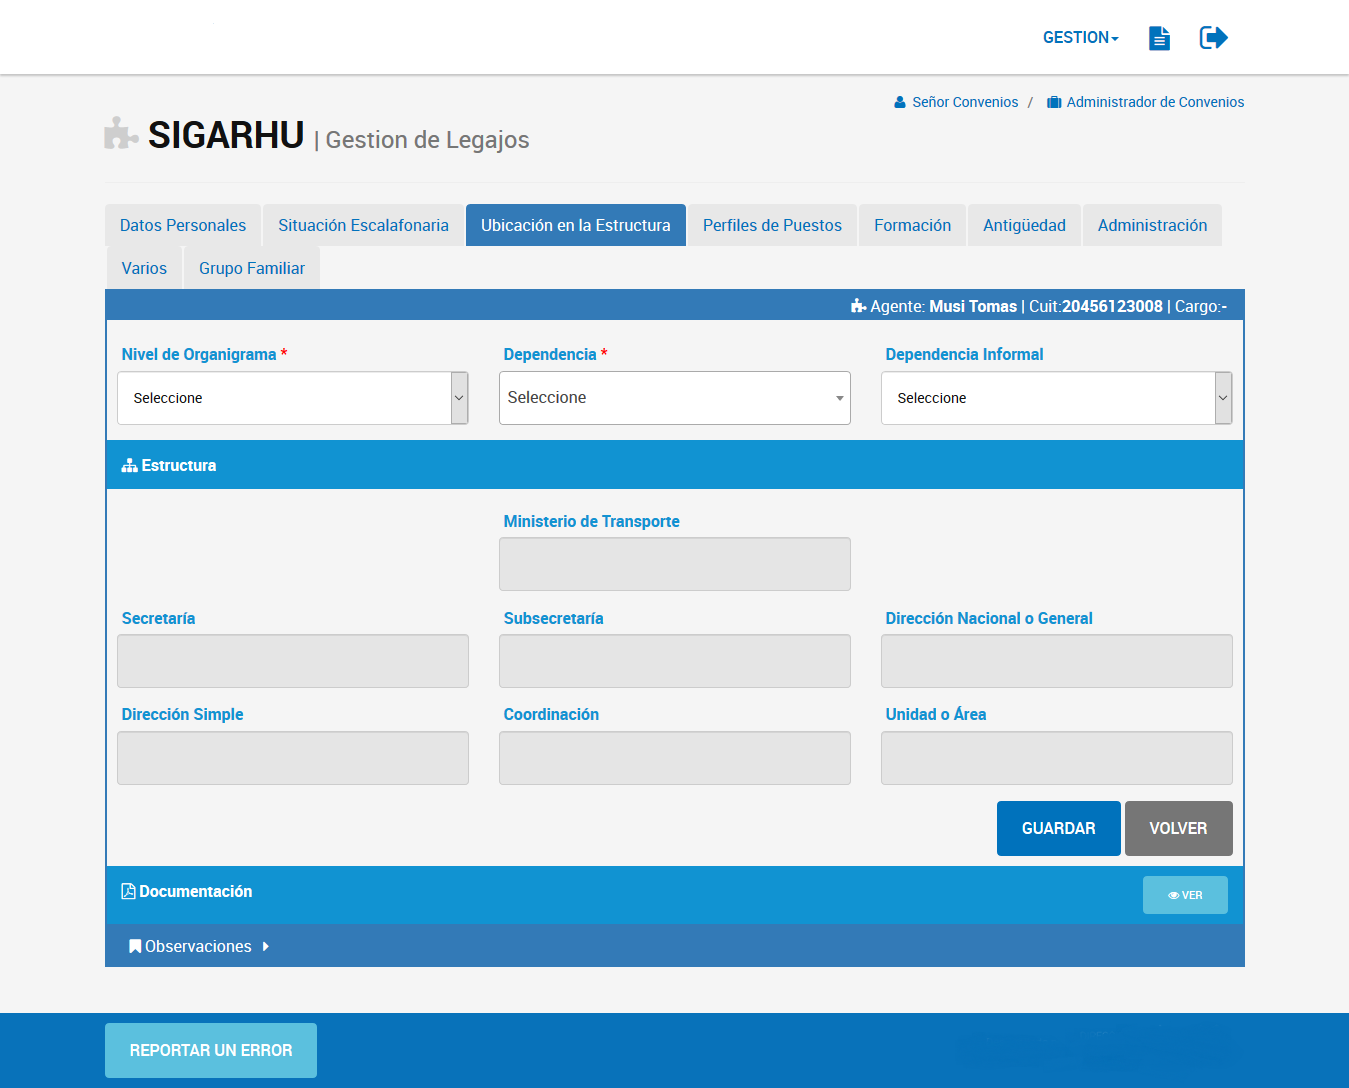 GESTION
Señor Convenios / Administrador de Convenios
SIGARHU | Gestion de Legajos
Datos Personales Situación Escalafonaria Ubicación en la Estructura Perfiles de Puestos Formación Antigüedad Administración
Varios Grupo Familiar
Agente: Musi Tomas | Cuit:20456123008 | Cargo:-
Nivel de Organigrama * Dependencia * Dependencia Informal
Seleccione Seleccione Seleccione
Estructura
Ministerio de Transporte
Secretaría Subsecretaría Dirección Nacional o General
Dirección Simple Coordinación Unidad o Área
GUARDAR VOLVER
Documentación VER
Observaciones
REPORTAR UN ERROR